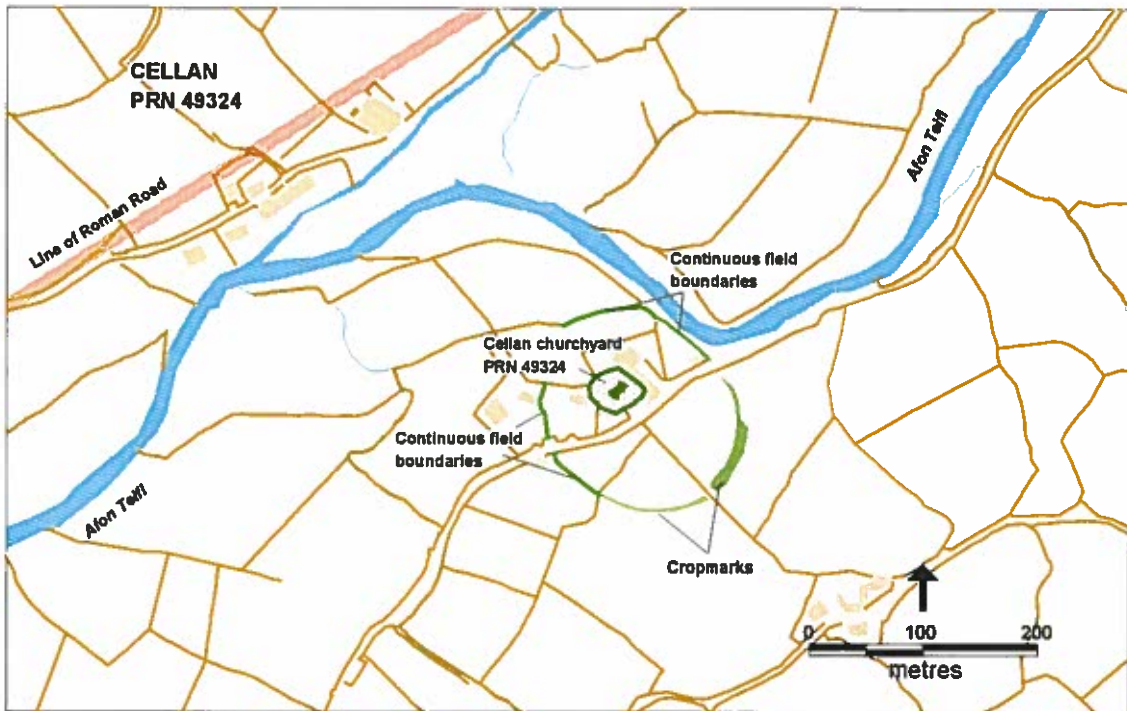 CELLAN
PRN 49324
Line of Roman Road
Afon Teifi
Continuous field
boundaries
Cellan churchyard
PRN 49324
Continuous field
boundaries
Afon Teifi
Cropmarks
0 100 200
metres